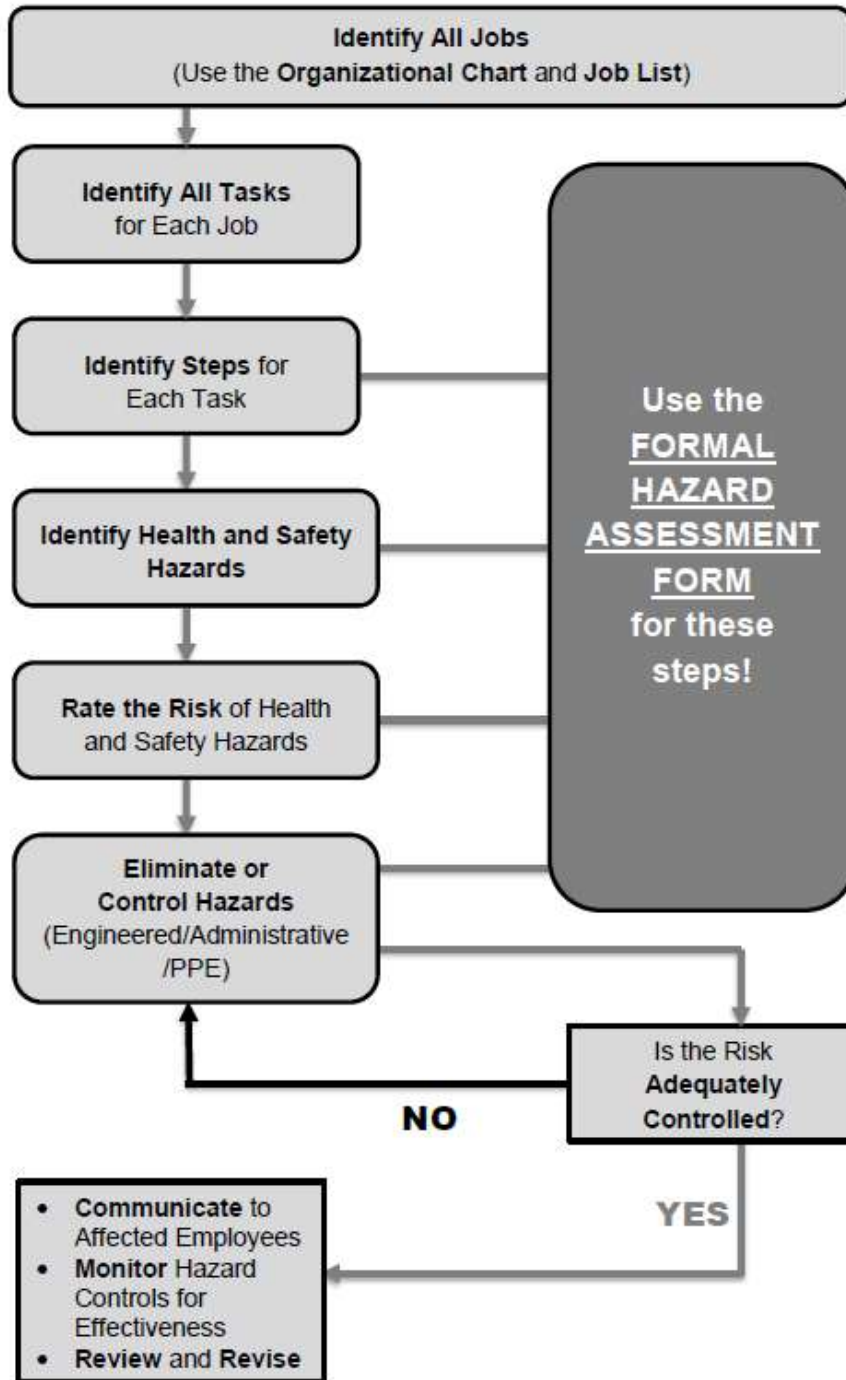 Identify All Jobs
(Use the Organizational Chart and Job List)
Identify All Tasks
for Each Job
Identify Steps for
Each Task
Identify Health and Safety
Hazards
Rate the Risk of Health
and Safety Hazards
Eliminate or
Control Hazards
(Engineered/Administrative
/PPE)
Use the
FORMAL
HAZARD
ASSESSMENT
FORM
for these
steps!
Is the Risk
Adequately
Controlled?
NO
YES
• Communicate to
Affected Employees
• Monitor Hazard
Controls for
Effectiveness
• Review and Revise